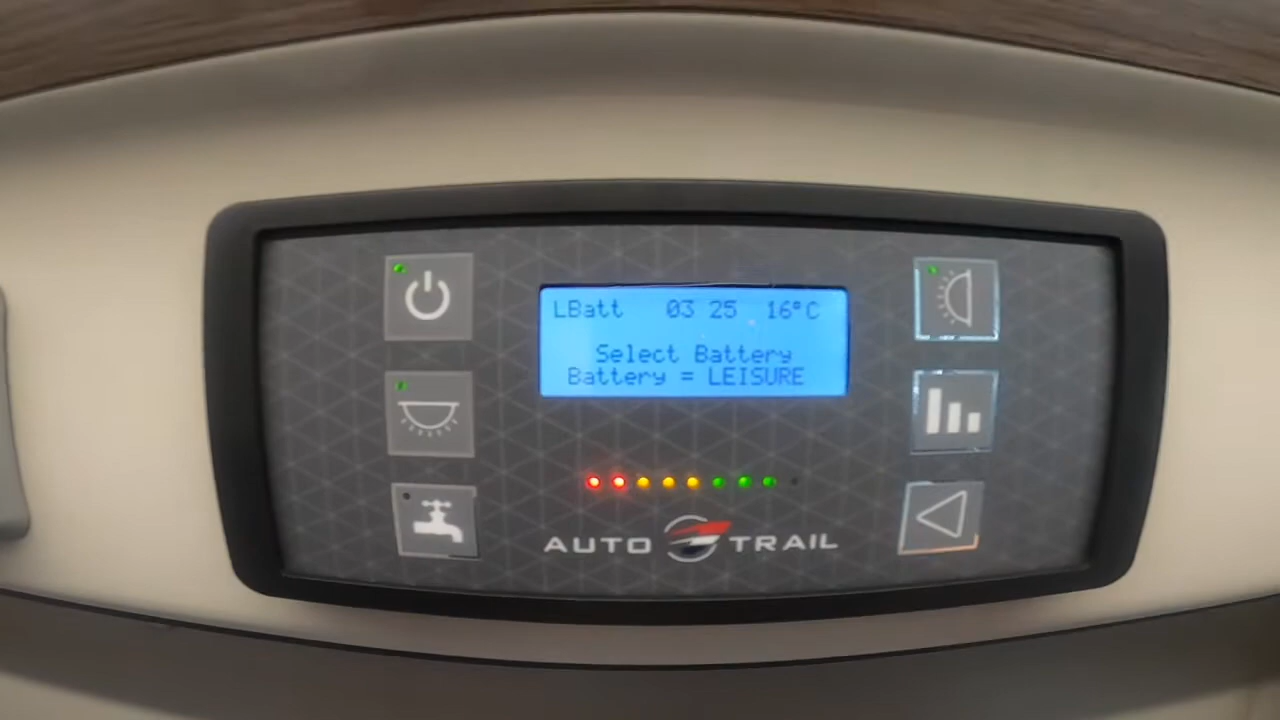 LBatt 03 25 16°C
Select Battery
Battery = LEISURE
AUTO TRAIL